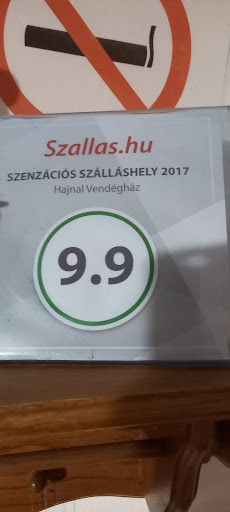 Szallas.hu
SZENZÁCIÓS SZÁLLÁSHELY 2017
Hajnal Vendégház
9.9